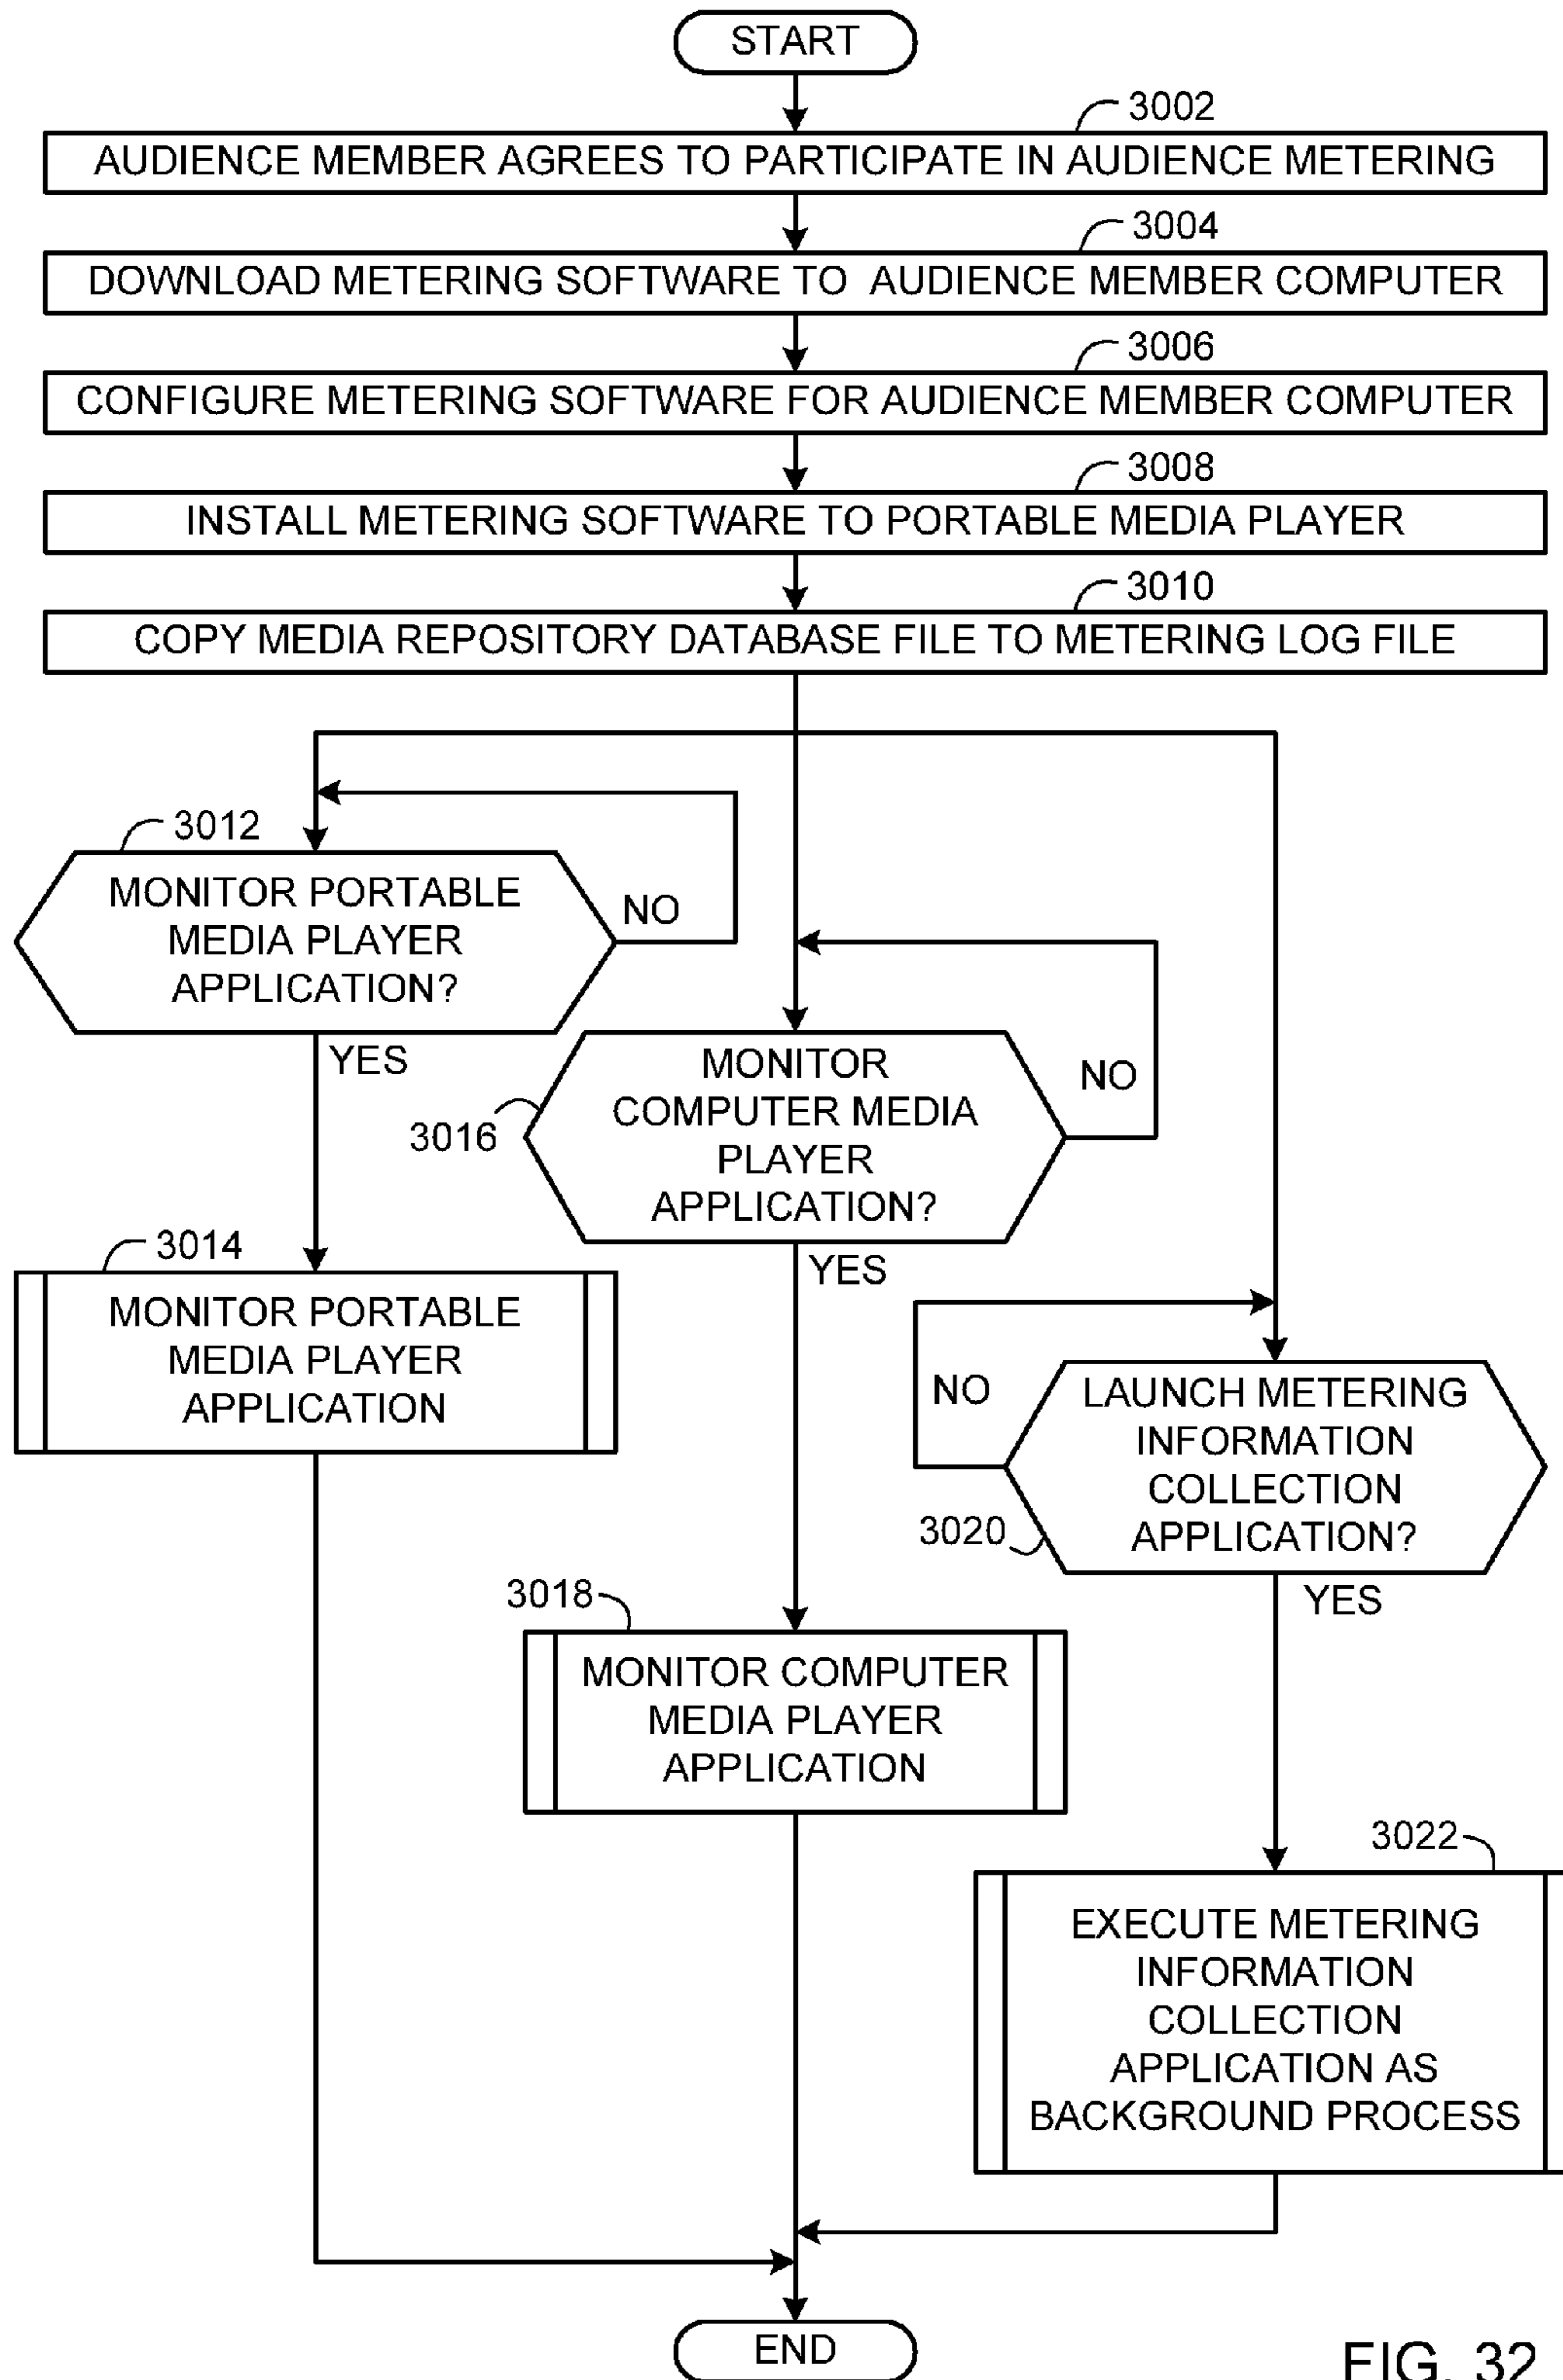 START
3002
AUDIENCE MEMBER AGREES TO PARTICIPATE IN AUDIENCE METERING
3004
DOWNLOAD METERING SOFTWARE TO AUDIENCE MEMBER COMPUTER
3006
CONFIGURE METERING SOFTWARE FOR AUDIENCE MEMBER COMPUTER
3008
INSTALL METERING SOFTWARE TO PORTABLE MEDIA PLAYER
3010
COPY MEDIA REPOSITORY DATABASE FILE TO METERING LOG FILE
3012
MONITOR PORTABLE
MEDIA PLAYER
APPLICATION?
NO
YES
3014
MONITOR PORTABLE
MEDIA PLAYER
APPLICATION
3016
MONITOR
COMPUTER MEDIA
PLAYER
APPLICATION?
NO
YES
3018
MONITOR COMPUTER
MEDIA PLAYER
APPLICATION
NO
LAUNCH METERING
INFORMATION
COLLECTION
APPLICATION?
3020
YES
3022
EXECUTE METERING
INFORMATION
COLLECTION
APPLICATION AS
BACKGROUND PROCESS
END
FIG. 32